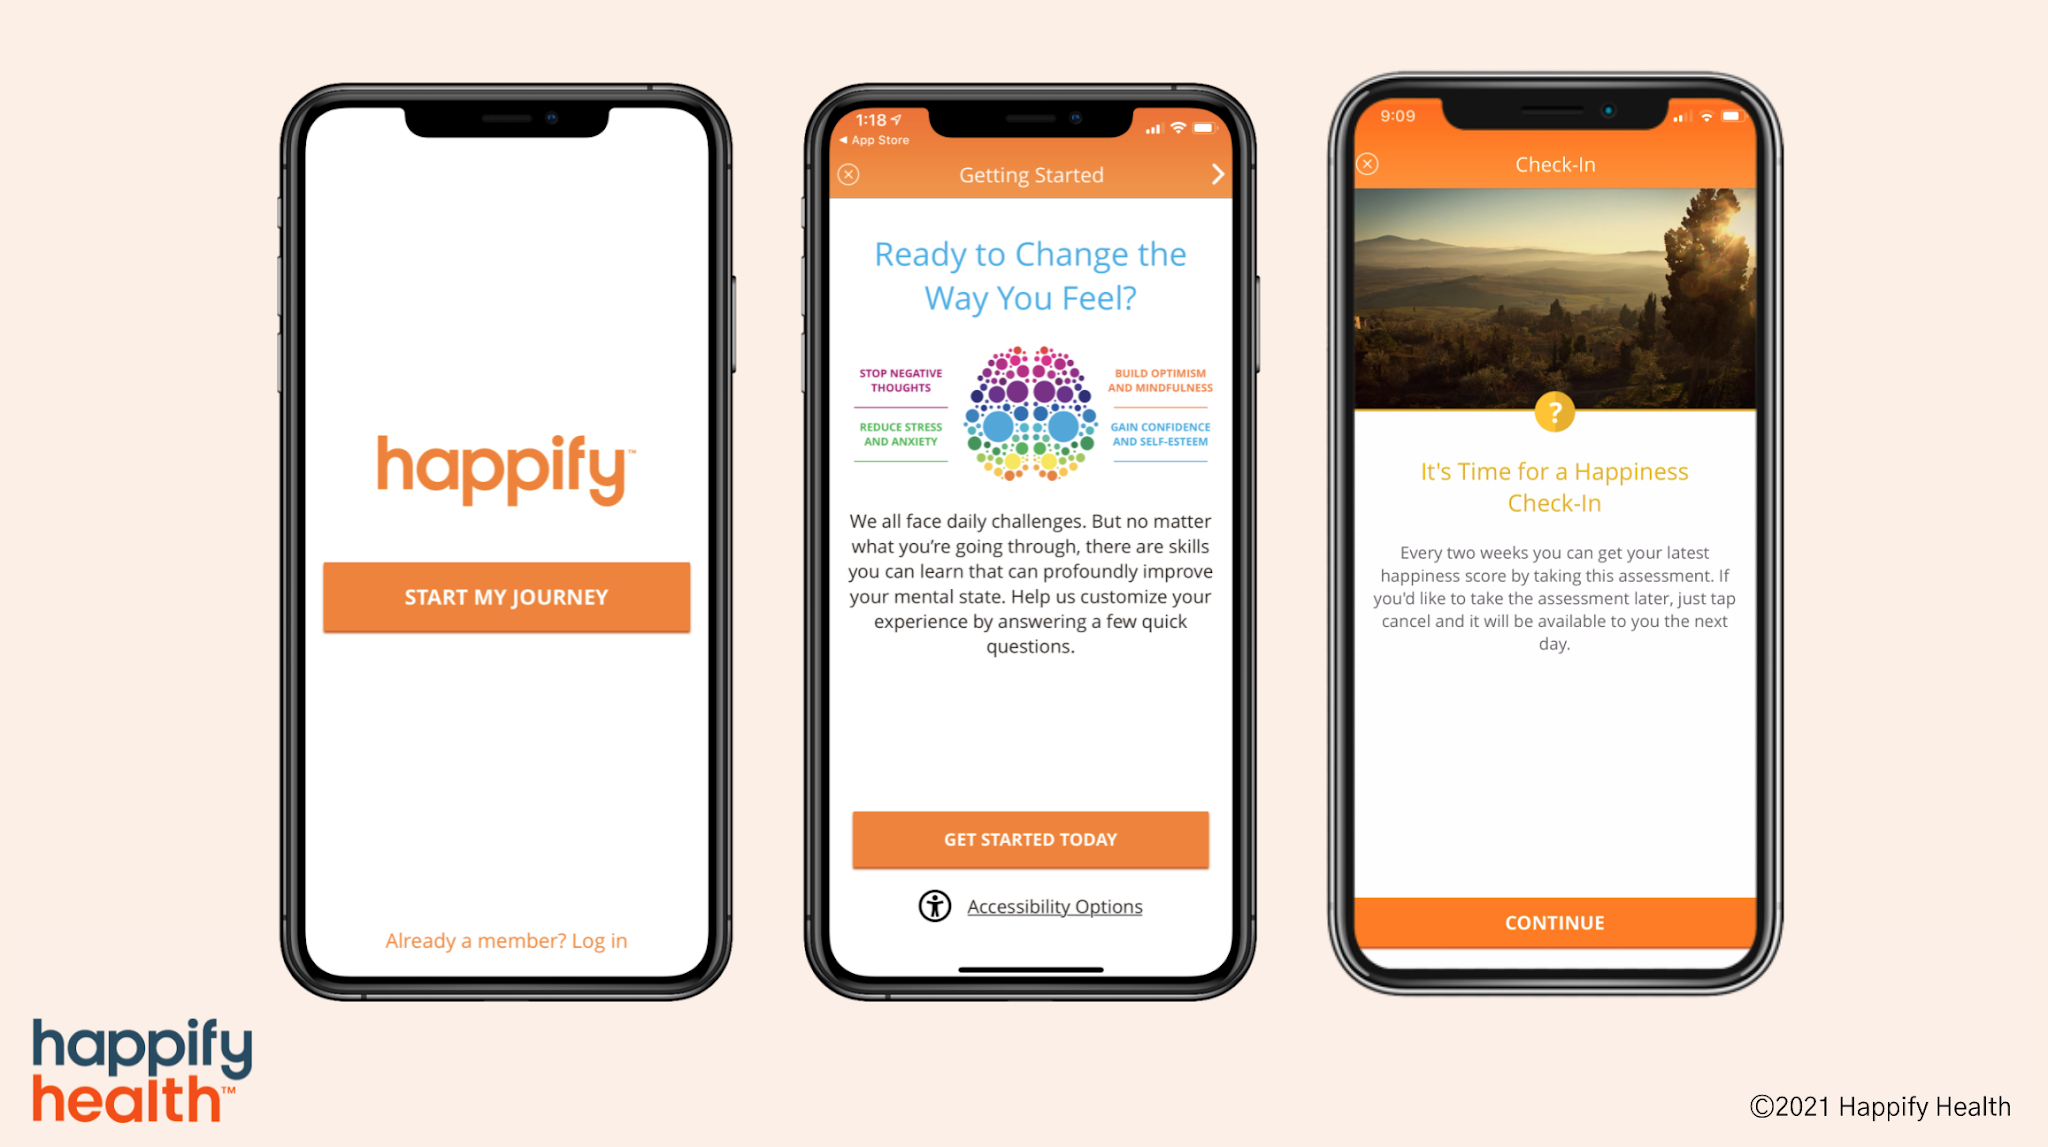 happify™
START MY JOURNEY
Already a member? Log in
1:18
App Store
Getting Started
Ready to Change the
Way You Feel?
STOP NEGATIVE
THOUGHTS
REDUCE STRESS
AND ANXIETY
BUILD OPTIMISM
AND MINDFULNESS
GAIN CONFIDENCE
AND SELF-ESTEEM
We all face daily challenges. But no matter
what you’re going through, there are skills
you can learn that can profoundly improve
your mental state. Help us customize your
experience by answering a few quick
questions.
GET STARTED TODAY
Accessibility Options
9:09
Check-In
?
It's Time for a Happiness
Check-In
Every two weeks you can get your latest
happiness score by taking this assessment. If
you'd like to take the assessment later, just tap
cancel and it will be available to you the next
day.
CONTINUE
happify
health™
©2021 Happify Health